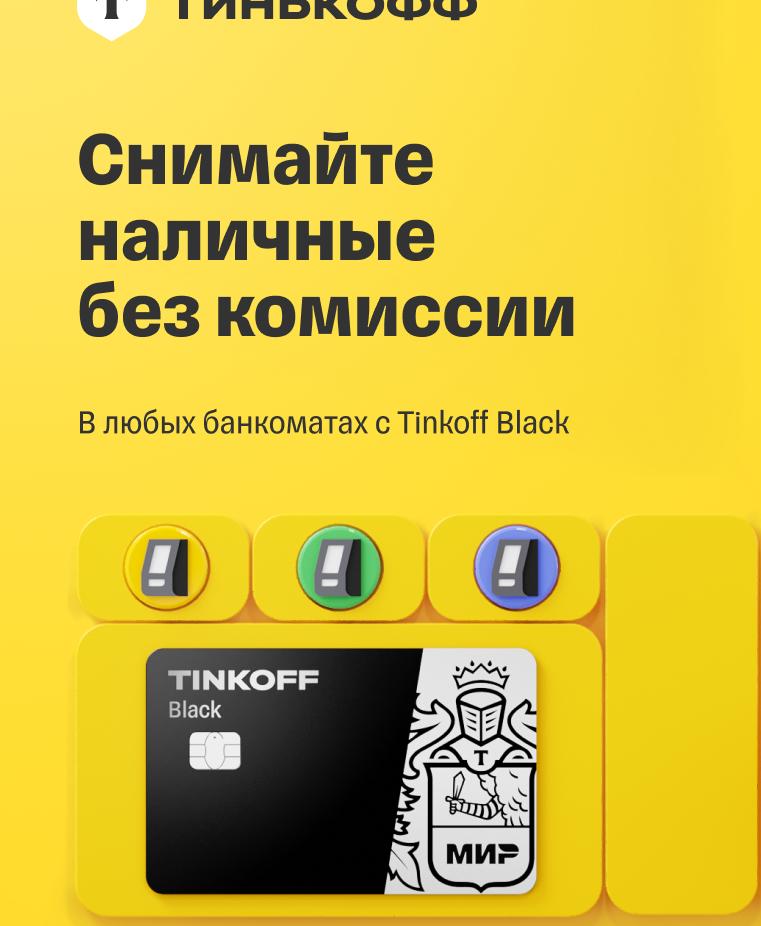 ТИНЬКОФФ
Снимайте
наличные
без комиссии
В любых банкоматах с Tinkoff Black
TINKOFF
Black
T
МИР